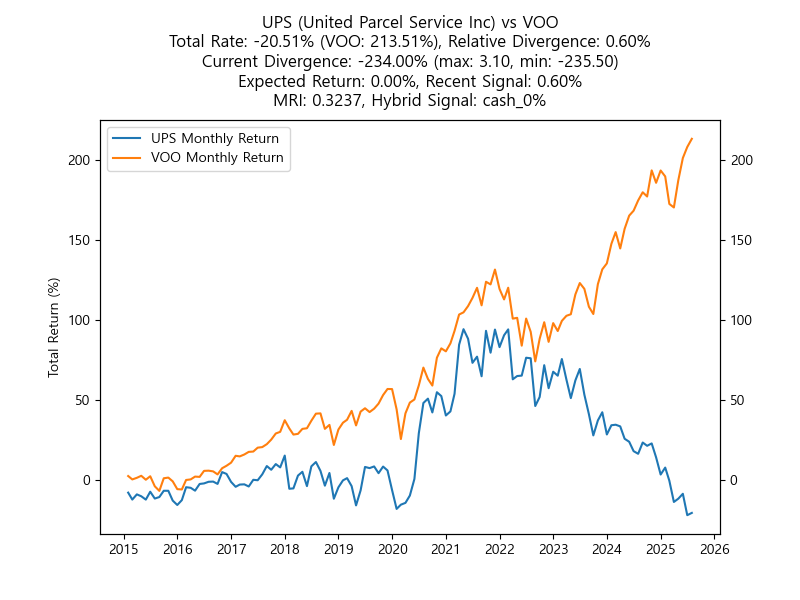 UPS (United Parcel Service Inc) vs VOO
Total Rate: -20.51% (VOO: 213.51%), Relative Divergence: 0.60%
Current Divergence: -234.00% (max: 3.10, min: -235.50)
Expected Return: 0.00%, Recent Signal: 0.60%
MRI: 0.3237, Hybrid Signal: cash_0%
UPS Monthly Return
VOO Monthly Return
Total Return (%)
200
150
100
50
0
200
150
100
50
0
2015 2016 2017 2018 2019 2020 2021 2022 2023 2024 2025 2026